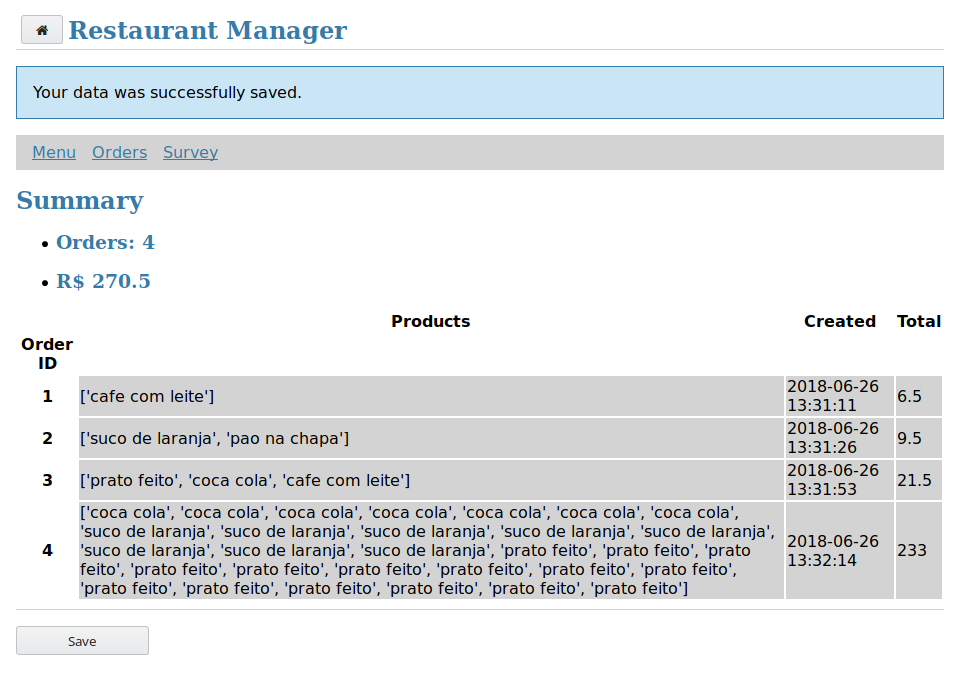 Restaurant Manager
Your data was successfully saved.
Menu Orders Survey
Summary
Orders: 4
R$ 270.5
Products Created Total
Order
ID
1 ['cafe com leite'] 2018-06-26 13:31:11 6.5
2 ['suco de laranja', 'pao na chapa'] 2018-06-26 13:31:26 9.5
3 ['prato feito', 'coca cola', 'cafe com leite'] 2018-06-26 13:31:53 21.5
4 ['coca cola', 'coca cola', 'coca cola', 'coca cola', 'coca cola', 'coca cola', 'coca cola',
'suco de laranja', 'suco de laranja', 'suco de laranja', 'suco de laranja', 'suco de laranja',
'suco de laranja', 'suco de laranja', 'suco de laranja', 'prato feito', 'prato feito', 'prato
feito', 'prato feito', 'prato feito', 'prato feito', 'prato feito', 'prato feito', 'prato feito',
'prato feito', 'prato feito', 'prato feito', 'prato feito', 'prato feito', 'prato feito'] 2018-06-26 13:32:14 233
Save